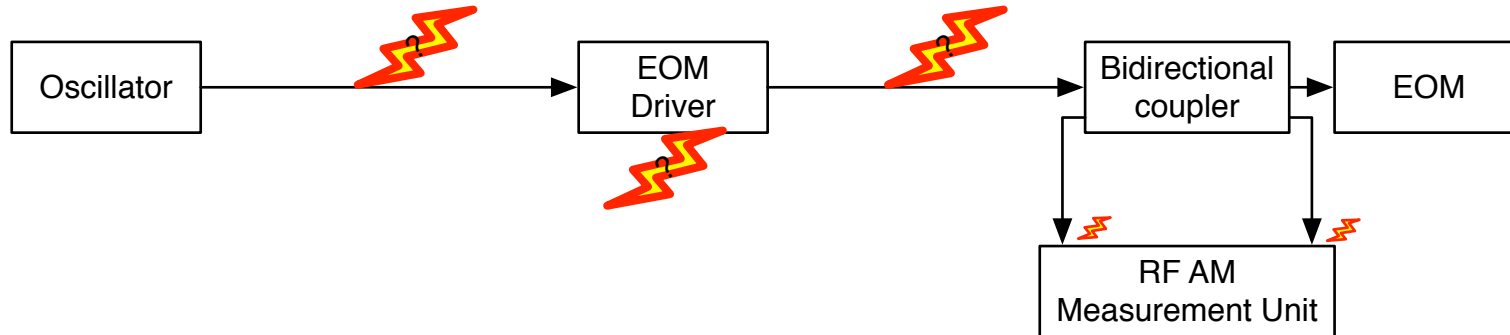 Oscillator
?
EOM
Driver
?
Bidirectional
coupler
EOM
?
RF AM
Measurement Unit